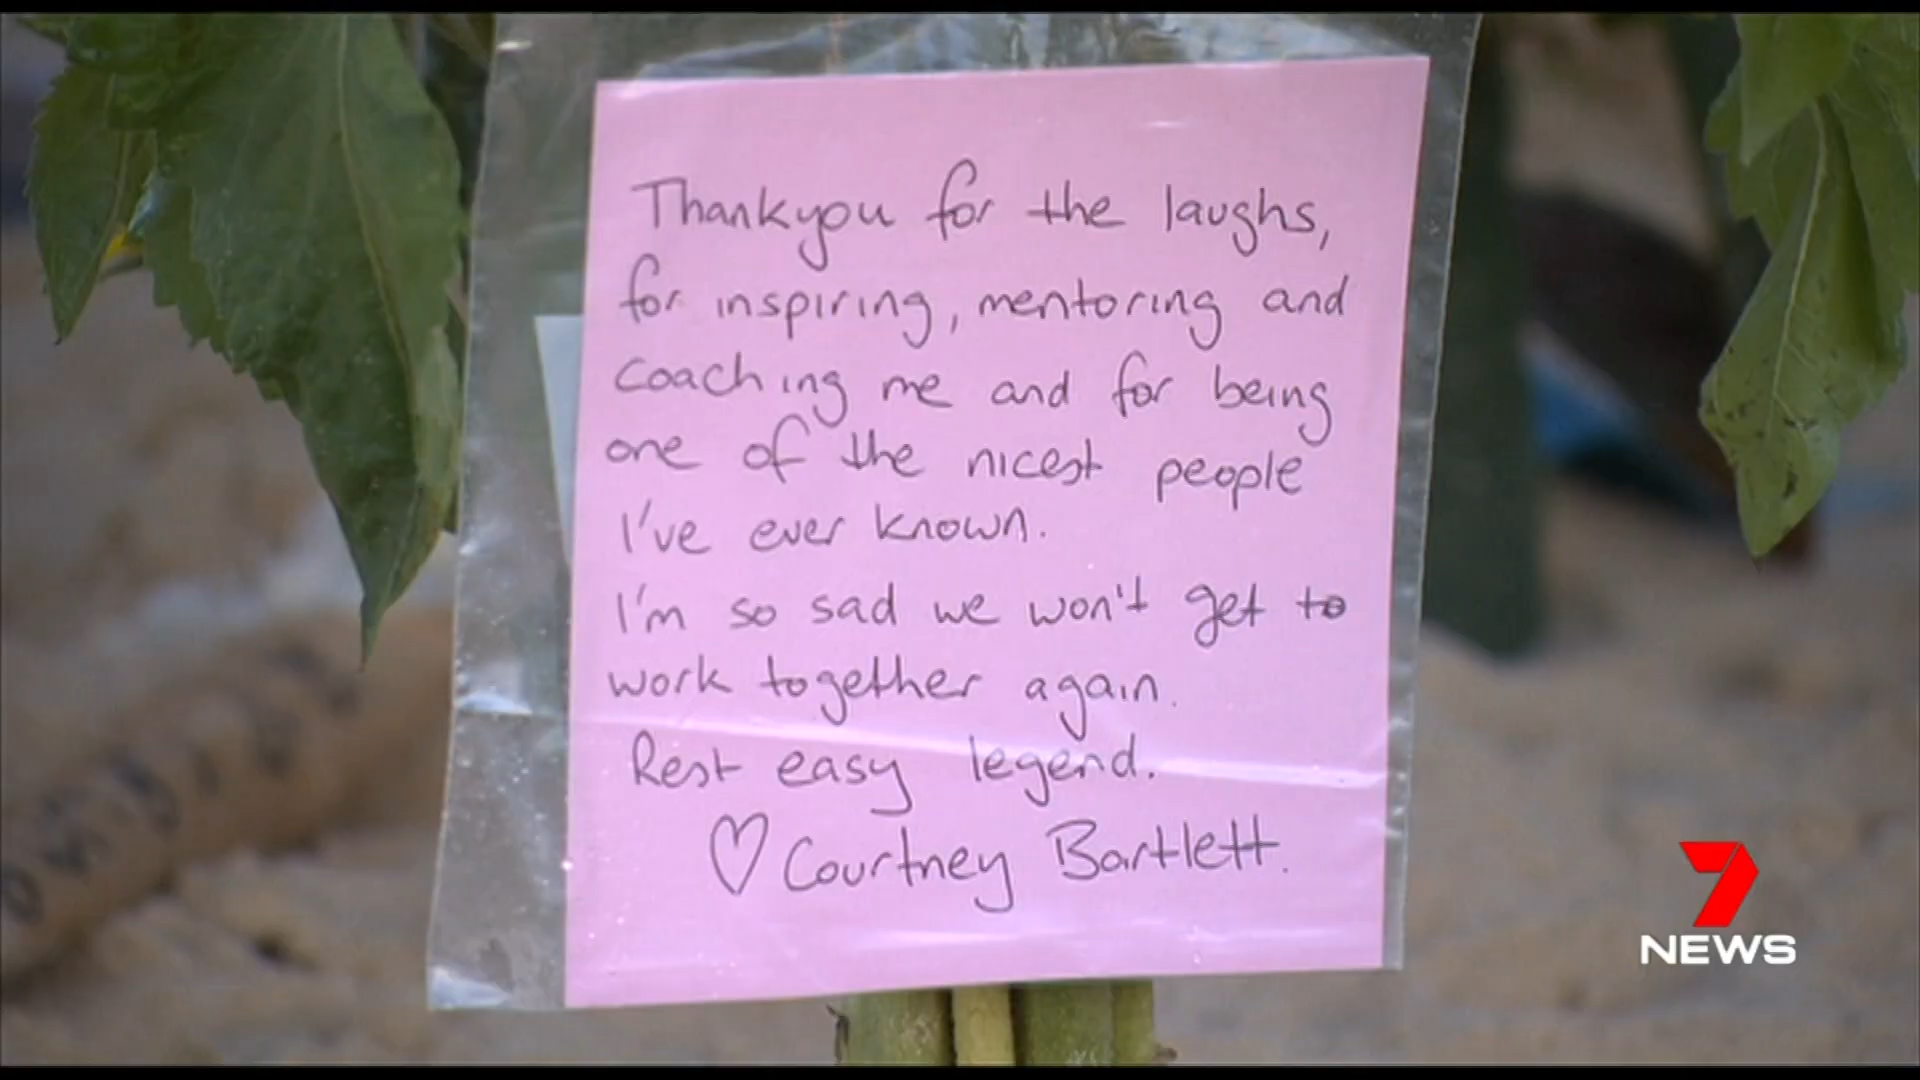 Thankyou for the laughs,
for inspiring, mentoring and
coaching me and for being
one of the nicest people
I've ever known.
I'm so sad we won't get to
work together again.
Rest easy legend.
♡ Courtney Bartlett.
7
NEWS